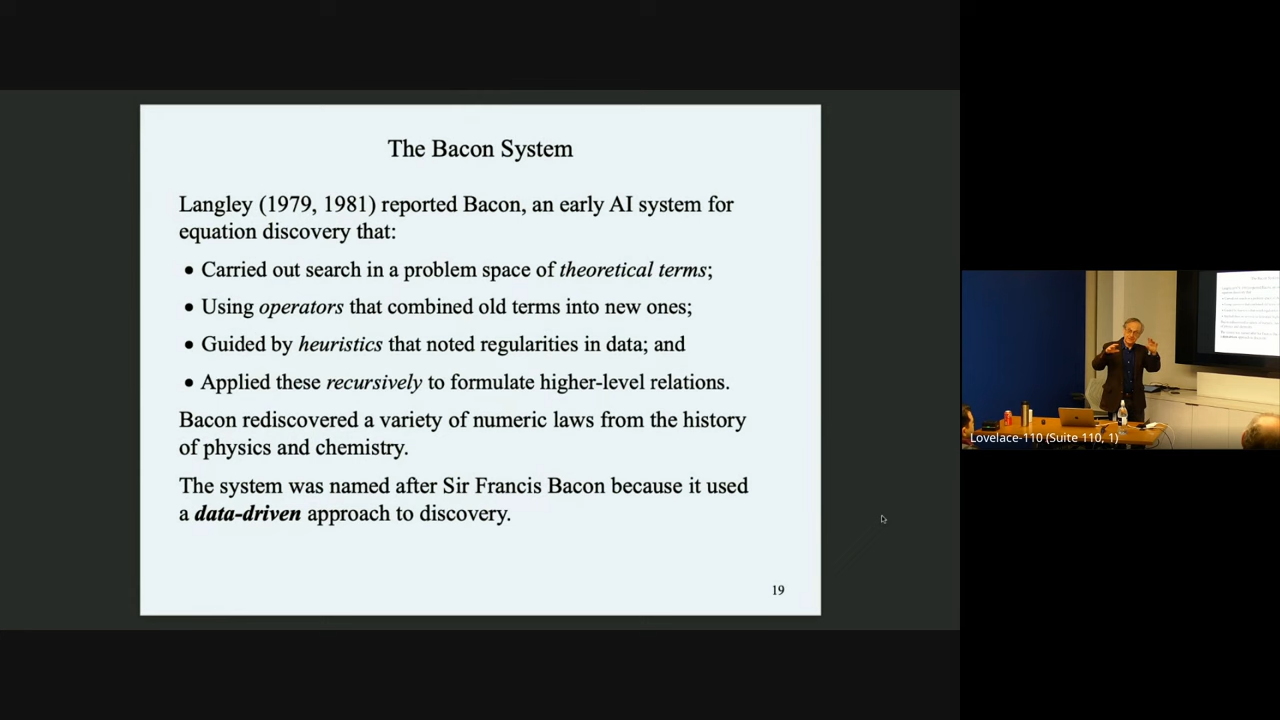 The Bacon System
Langley (1979, 1981) reported Bacon, an early AI system for
equation discovery that:
• Carried out search in a problem space of theoretical terms;
• Using operators that combined old terms into new ones;
• Guided by heuristics that noted regularities in data; and
• Applied these recursively to formulate higher-level relations.
Bacon rediscovered a variety of numeric laws from the history
of physics and chemistry.
The system was named after Sir Francis Bacon because it used
a data-driven approach to discovery.
19
Lovelace-110 (Suite 110, 1)